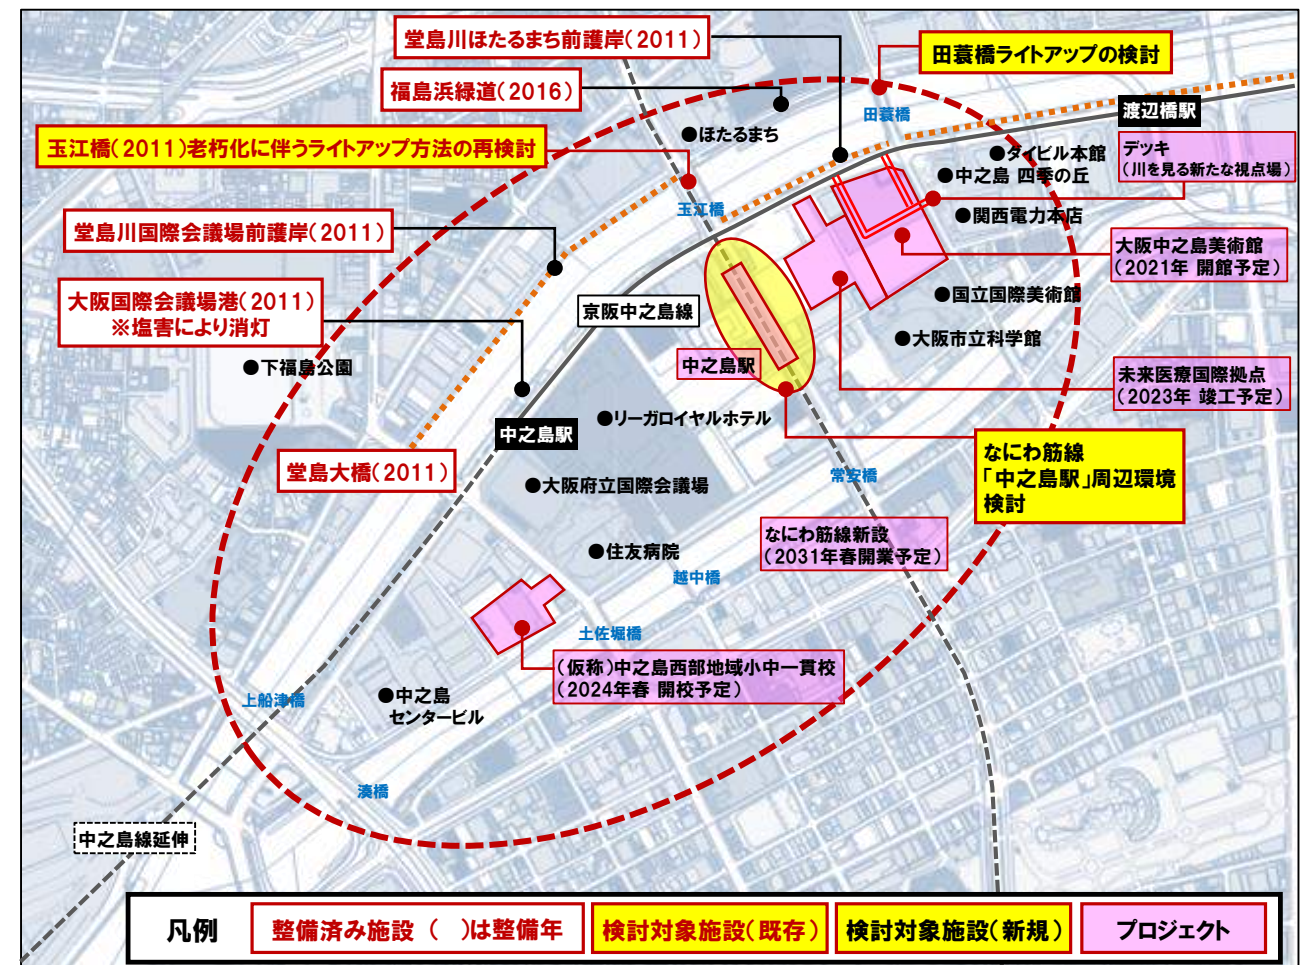 堂島川ほたるまち前護岸(2011)
田蓑橋ライトアップの検討
福島浜緑道(2016)
渡辺橋駅
田蓑橋
●ほたるまち
玉江橋(2011)老朽化に伴うライトアップ方法の再検討
●ダイビル本館
デッキ
(川を見る新たな視点場)
●中之島 四季の丘
玉江橋
●関西電力本店
堂島川国際会議場前護岸(2011)
大阪中之島美術館
(2021年 開館予定)
大阪国際会議場港(2011)
※塩害により消灯
京阪中之島線
●国立国際美術館
●大阪市立科学館
●下福島公園
中之島駅
未来医療国際拠点
(2023年 竣工予定)
●リーガロイヤルホテル
中之島駅
なにわ筋線
「中之島駅」周辺環境
検討
堂島大橋(2011)
常安橋
●大阪府立国際会議場
なにわ筋線新設
(2031年春開業予定)
●住友病院
越中橋
土佐堀橋
(仮称)中之島西部地域小中一貫校
(2024年春 開校予定)
●中之島
センタービル
上船津橋
湊橋
中之島線延伸
凡例
整備済み施設 ( )は整備年
検討対象施設(既存)
検討対象施設(新規)
プロジェクト